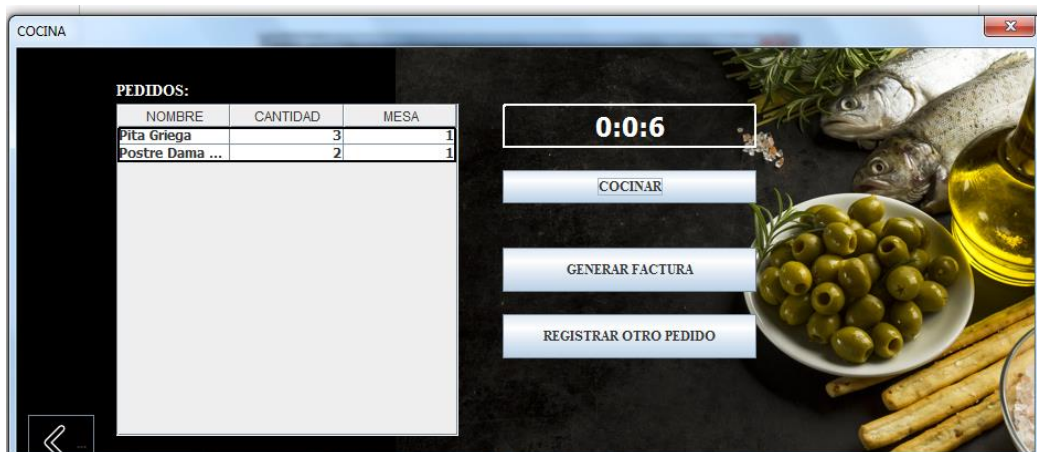 COCINA
PEDIDOS:
NOMBRE CANTIDAD MESA
Pita Griega 3 1
Postre Dama ... 2 1
0:0:6
COCINAR
GENERAR FACTURA
REGISTRAR OTRO PEDIDO
...